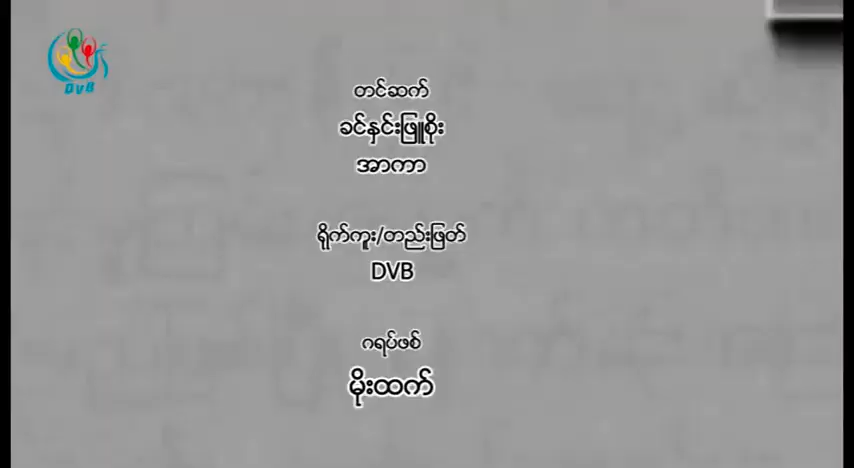 DVB
တင်ဆက်
ခင်နှင်းဖြူစိုး
အာကာ
ရိုက်ကူး/တည်းဖြတ်
DVB
ဂရပ်ဖစ်
မိုးထက်